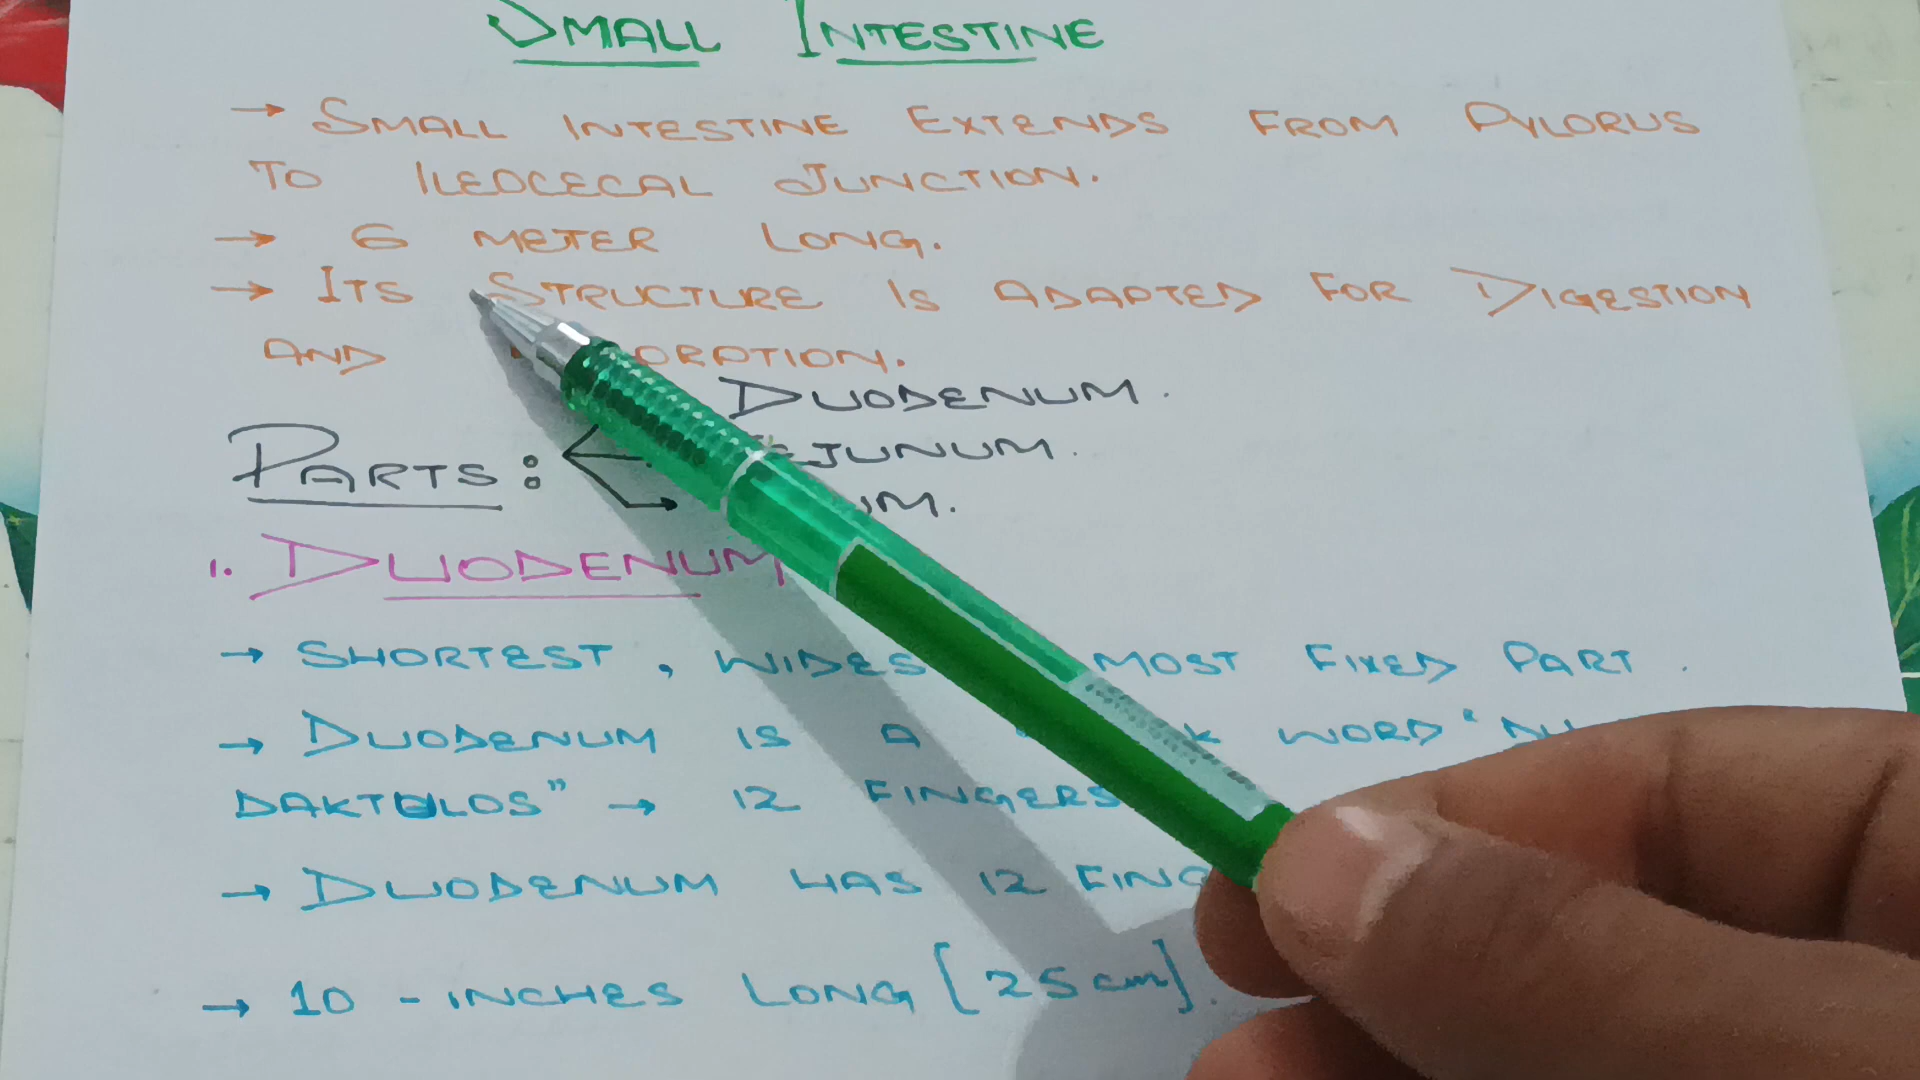 SMALL INTESTINE
→ SMALL INTESTINE EXTENDS FROM PYLORUS
TO ILEOCECAL JUNCTION.
→ 6 METER LONG.
→ ITS STRUCTURE IS ADAPTED FOR DIGESTION
AND
DUODENUM.
PARTS:
1. DUODENUM
→ SHORTEST, MOST FIXED PART.
→ DUODENUM IS A WORD "
DAKTULOS" → 12 FINGERS
→ DUODENUM HAS 12
→ 10 - INCHES LONG [25 cm].